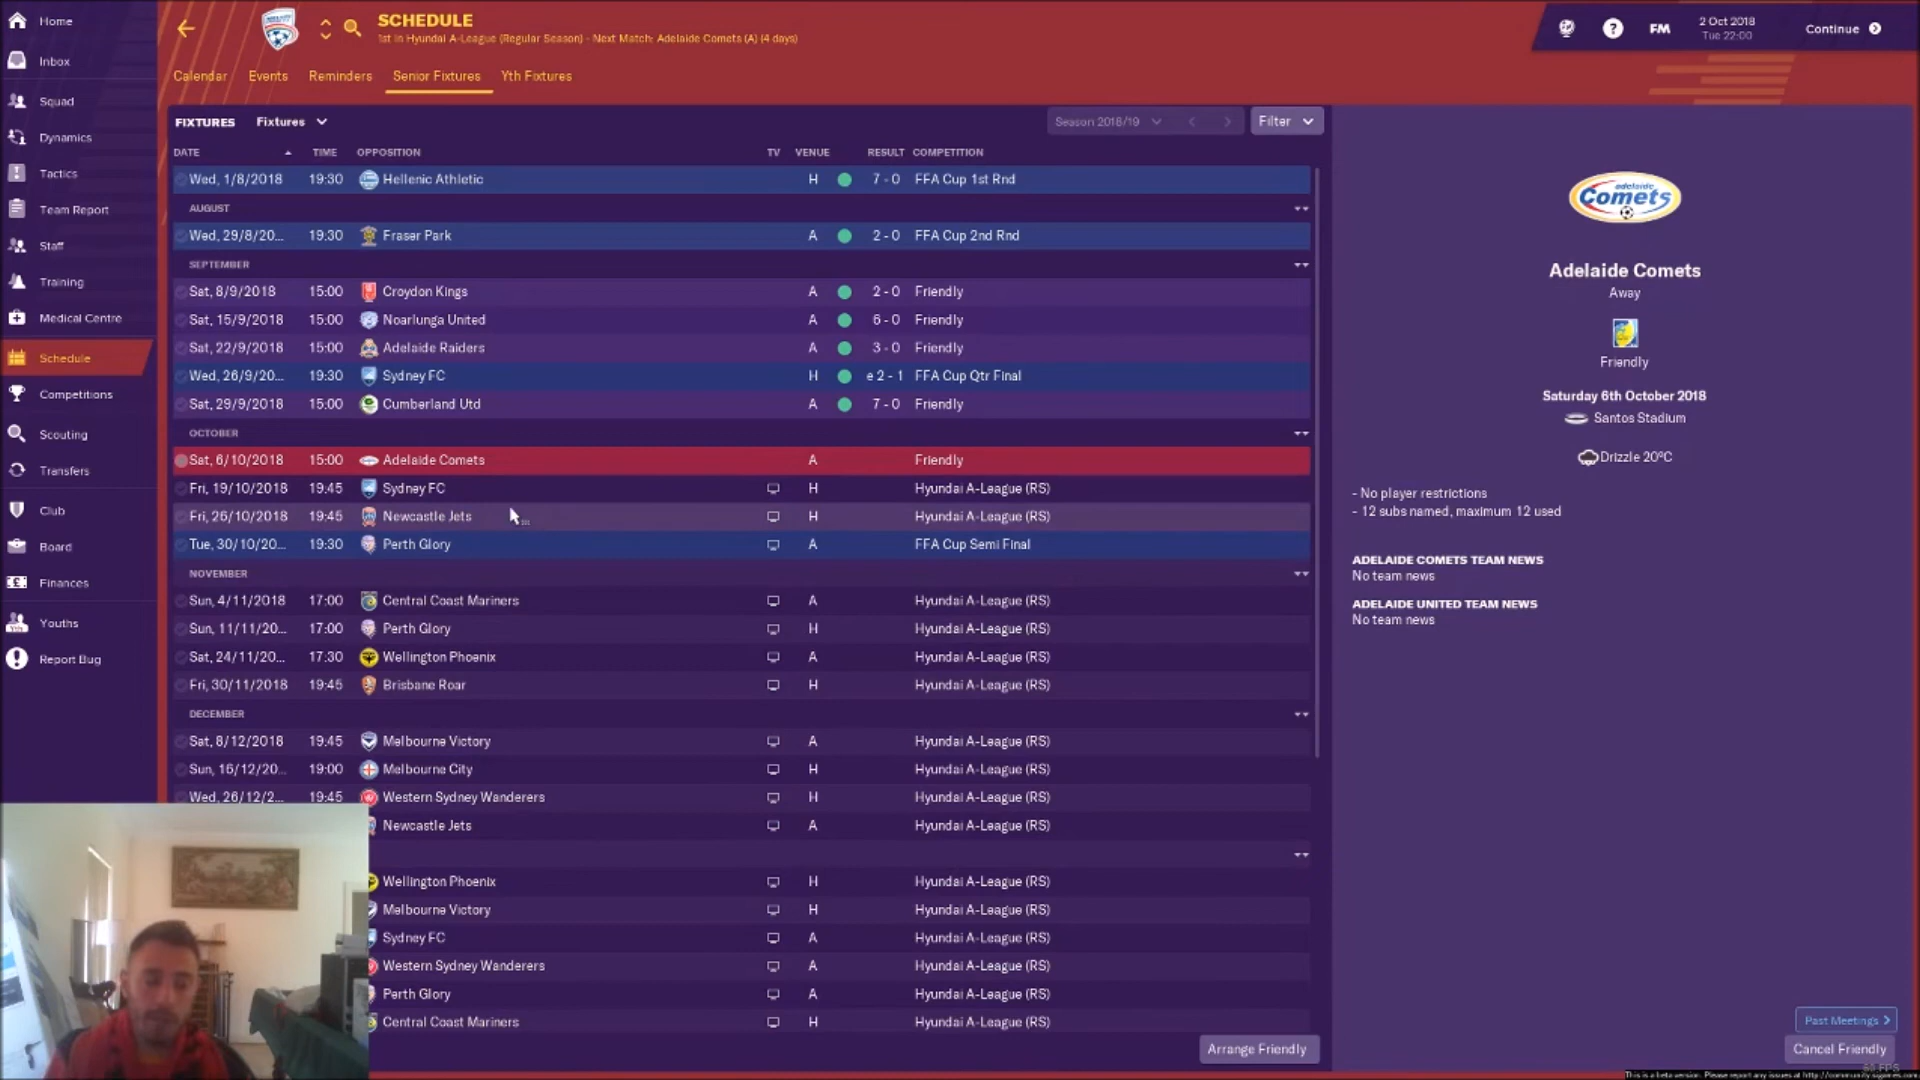 Home
Inbox
Squad
Dynamics
Tactics
Team Report
Staff
Training
Medical Centre
Schedule
Competitions
Scouting
Transfers
Club
Board
Finances
Youths
Report Bug
SCHEDULE
1st in Hyundai A-League (Regular Season) - Next Match: Adelaide Comets (A) (4 days)
FM
2 Oct 2018
Tue 22:00
Continue
Calendar Events Reminders Senior Fixtures Yth Fixtures
FIXTURES Fixtures Season 2018/19 Filter
DATE TIME OPPOSITION TV VENUE RESULT COMPETITION
Wed, 1/8/2018 19:30 Hellenic Athletic H 7 - 0 FFA Cup 1st Rnd
AUGUST
Wed, 29/8/20... 19:30 Fraser Park A 2 - 0 FFA Cup 2nd Rnd
SEPTEMBER
Sat, 8/9/2018 15:00 Croydon Kings A 2 - 0 Friendly
Sat, 15/9/2018 15:00 Noarlunga United A 6 - 0 Friendly
Sat, 22/9/2018 15:00 Adelaide Raiders A 3 - 0 Friendly
Wed, 26/9/20... 19:30 Sydney FC H e 2 - 1 FFA Cup Qtr Final
Sat, 29/9/2018 15:00 Cumberland Utd A 7 - 0 Friendly
OCTOBER
Sat, 6/10/2018 15:00 Adelaide Comets A Friendly
Fri, 19/10/2018 19:45 Sydney FC H Hyundai A-League (RS)
Fri, 26/10/2018 19:45 Newcastle Jets H Hyundai A-League (RS)
Tue, 30/10/20... 19:30 Perth Glory A FFA Cup Semi Final
NOVEMBER
Sun, 4/11/2018 17:00 Central Coast Mariners A Hyundai A-League (RS)
Sun, 11/11/20... 17:00 Perth Glory H Hyundai A-League (RS)
Sat, 24/11/20... 17:30 Wellington Phoenix A Hyundai A-League (RS)
Fri, 30/11/2018 19:45 Brisbane Roar H Hyundai A-League (RS)
DECEMBER
Sat, 8/12/2018 19:45 Melbourne Victory A Hyundai A-League (RS)
Sun, 16/12/20... 19:00 Melbourne City H Hyundai A-League (RS)
Wed, 26/12/2... 19:45 Western Sydney Wanderers H Hyundai A-League (RS)
Newcastle Jets A Hyundai A-League (RS)
Wellington Phoenix H Hyundai A-League (RS)
Melbourne Victory H Hyundai A-League (RS)
Sydney FC A Hyundai A-League (RS)
Western Sydney Wanderers A Hyundai A-League (RS)
Perth Glory A Hyundai A-League (RS)
Central Coast Mariners H Hyundai A-League (RS)
Arrange Friendly
adelaide
Comets
Adelaide Comets
Away
Friendly
Saturday 6th October 2018
Santos Stadium
Drizzle 20ºC
- No player restrictions
- 12 subs named, maximum 12 used
ADELAIDE COMETS TEAM NEWS
No team news
ADELAIDE UNITED TEAM NEWS
No team news
Past Meetings
Cancel Friendly
This is a beta version. Please report any issues at http://community.sigames.com